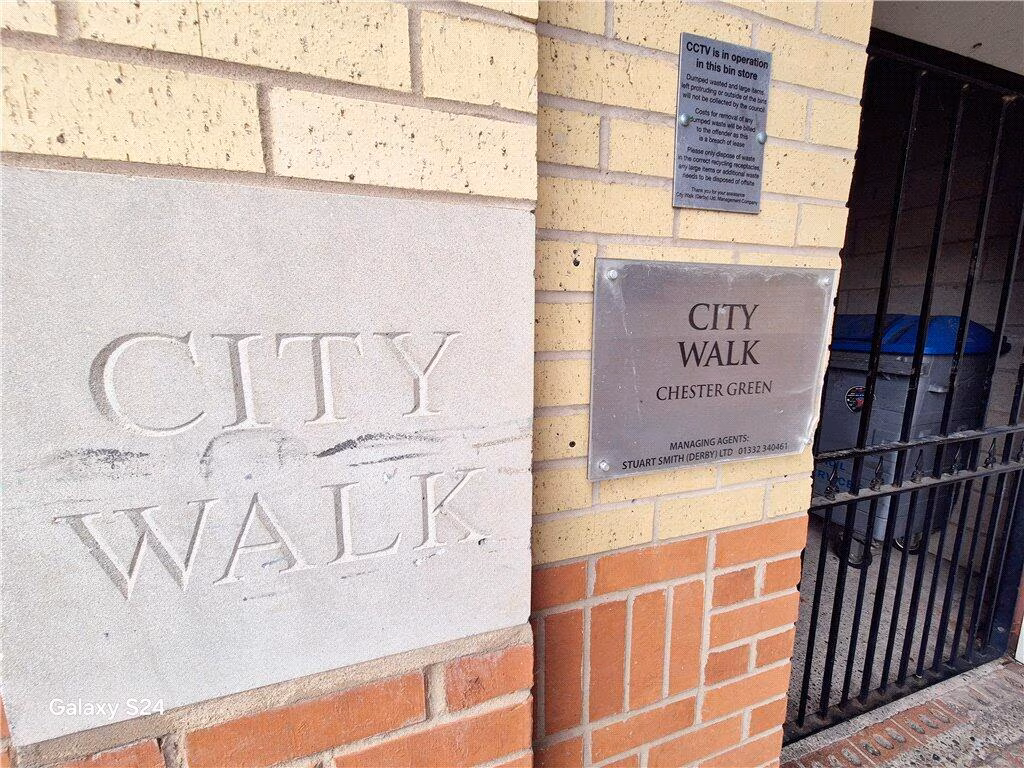 CITY
WALK
CCTV is in operation
in this bin store
Dumped wasted and large items,
left protruding or outside of the bins
will not be collected by the council
Costs for removal of any
dumped waste will be billed
to the offender as this
is a breach of lease
Please only dispose of waste
in the correct recycling receptacles,
any large items or additional waste
needs to be disposed of offsite
Thank you for your assistance
City Walk (Derby) Ltd. Management Company
CITY
WALK
CHESTER GREEN
MANAGING AGENTS:
STUART SMITH (DERBY) LTD 01332 340461
Galaxy S24